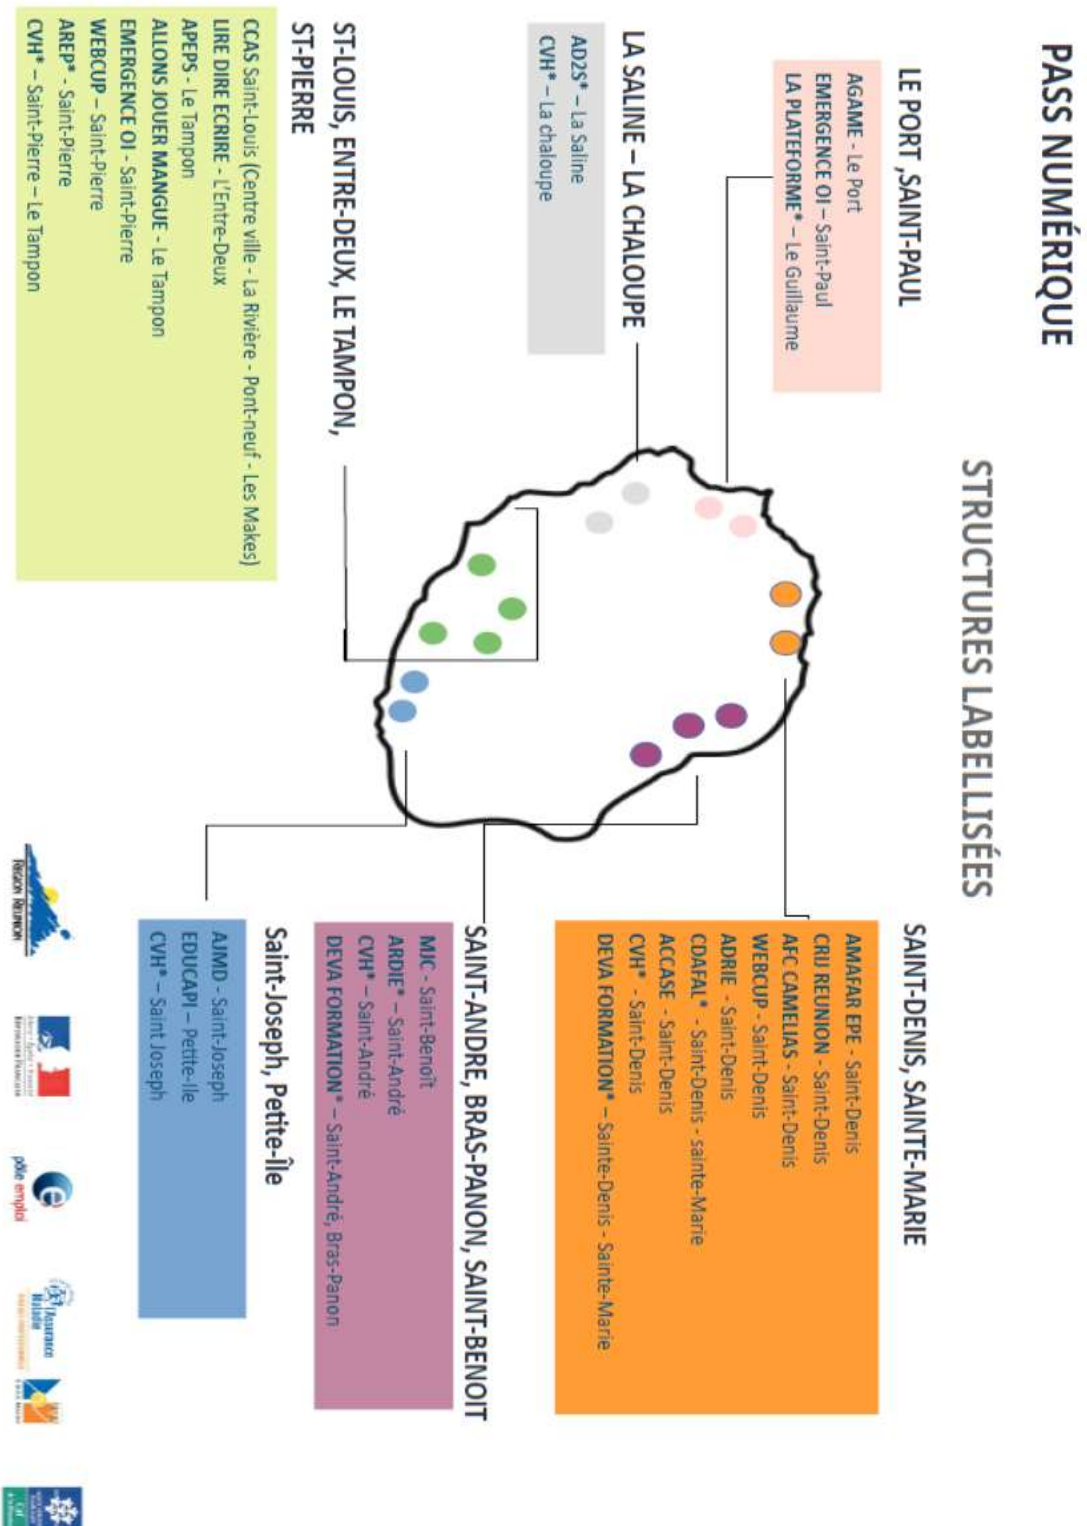 PASS NUMÉRIQUE
STRUCTURES LABELLISÉES
LE PORT ,SAINT-PAUL
AGAME - Le Port
EMERGENCE OI – Saint-Paul
LA PLATEFORME* – Le Guillaume
LA SALINE – LA CHALOUPE
AD2S* – La Saline
CVH* – La chaloupe
ST-LOUIS, ENTRE-DEUX, LE TAMPON,
ST-PIERRE
CCAS Saint-Louis (Centre ville - La Rivière - Pont-neuf - Les Makes)
LIRE DIRE ECRIRE - L'Entre-Deux
APEPS - Le Tampon
ALLONS JOUER MANGUE - Le Tampon
EMERGENCE OI - Saint-Pierre
WEBCUP – Saint-Pierre
AREP* - Saint-Pierre
CVH* – Saint-Pierre – Le Tampon
SAINT-DENIS, SAINTE-MARIE
AMAFAR EPE - Saint-Denis
CRIJ REUNION - Saint-Denis
AFC CAMELIAS - Saint-Denis
WEBCUP - Saint-Denis
ADRIE - Saint-Denis
CDAFAL* - Saint-Denis - sainte-Marie
ACCASE - Saint-Denis
CVH* - Saint-Denis
DEVA FORMATION* – Sainte-Denis - Sainte-Marie
SAINT-ANDRE, BRAS-PANON, SAINT-BENOIT
MJC - Saint-Benoît
ARDIE* – Saint-André
CVH* – Saint-André
DEVA FORMATION* – Saint-André, Bras-Panon
Saint-Joseph, Petite-Île
AJMD - Saint-Joseph
EDUCAPI – Petite-Ile
CVH* – Saint Joseph
REGION REUNION
RÉPUBLIQUE FRANÇAISE
pôle emploi
l'Assurance
Maladie